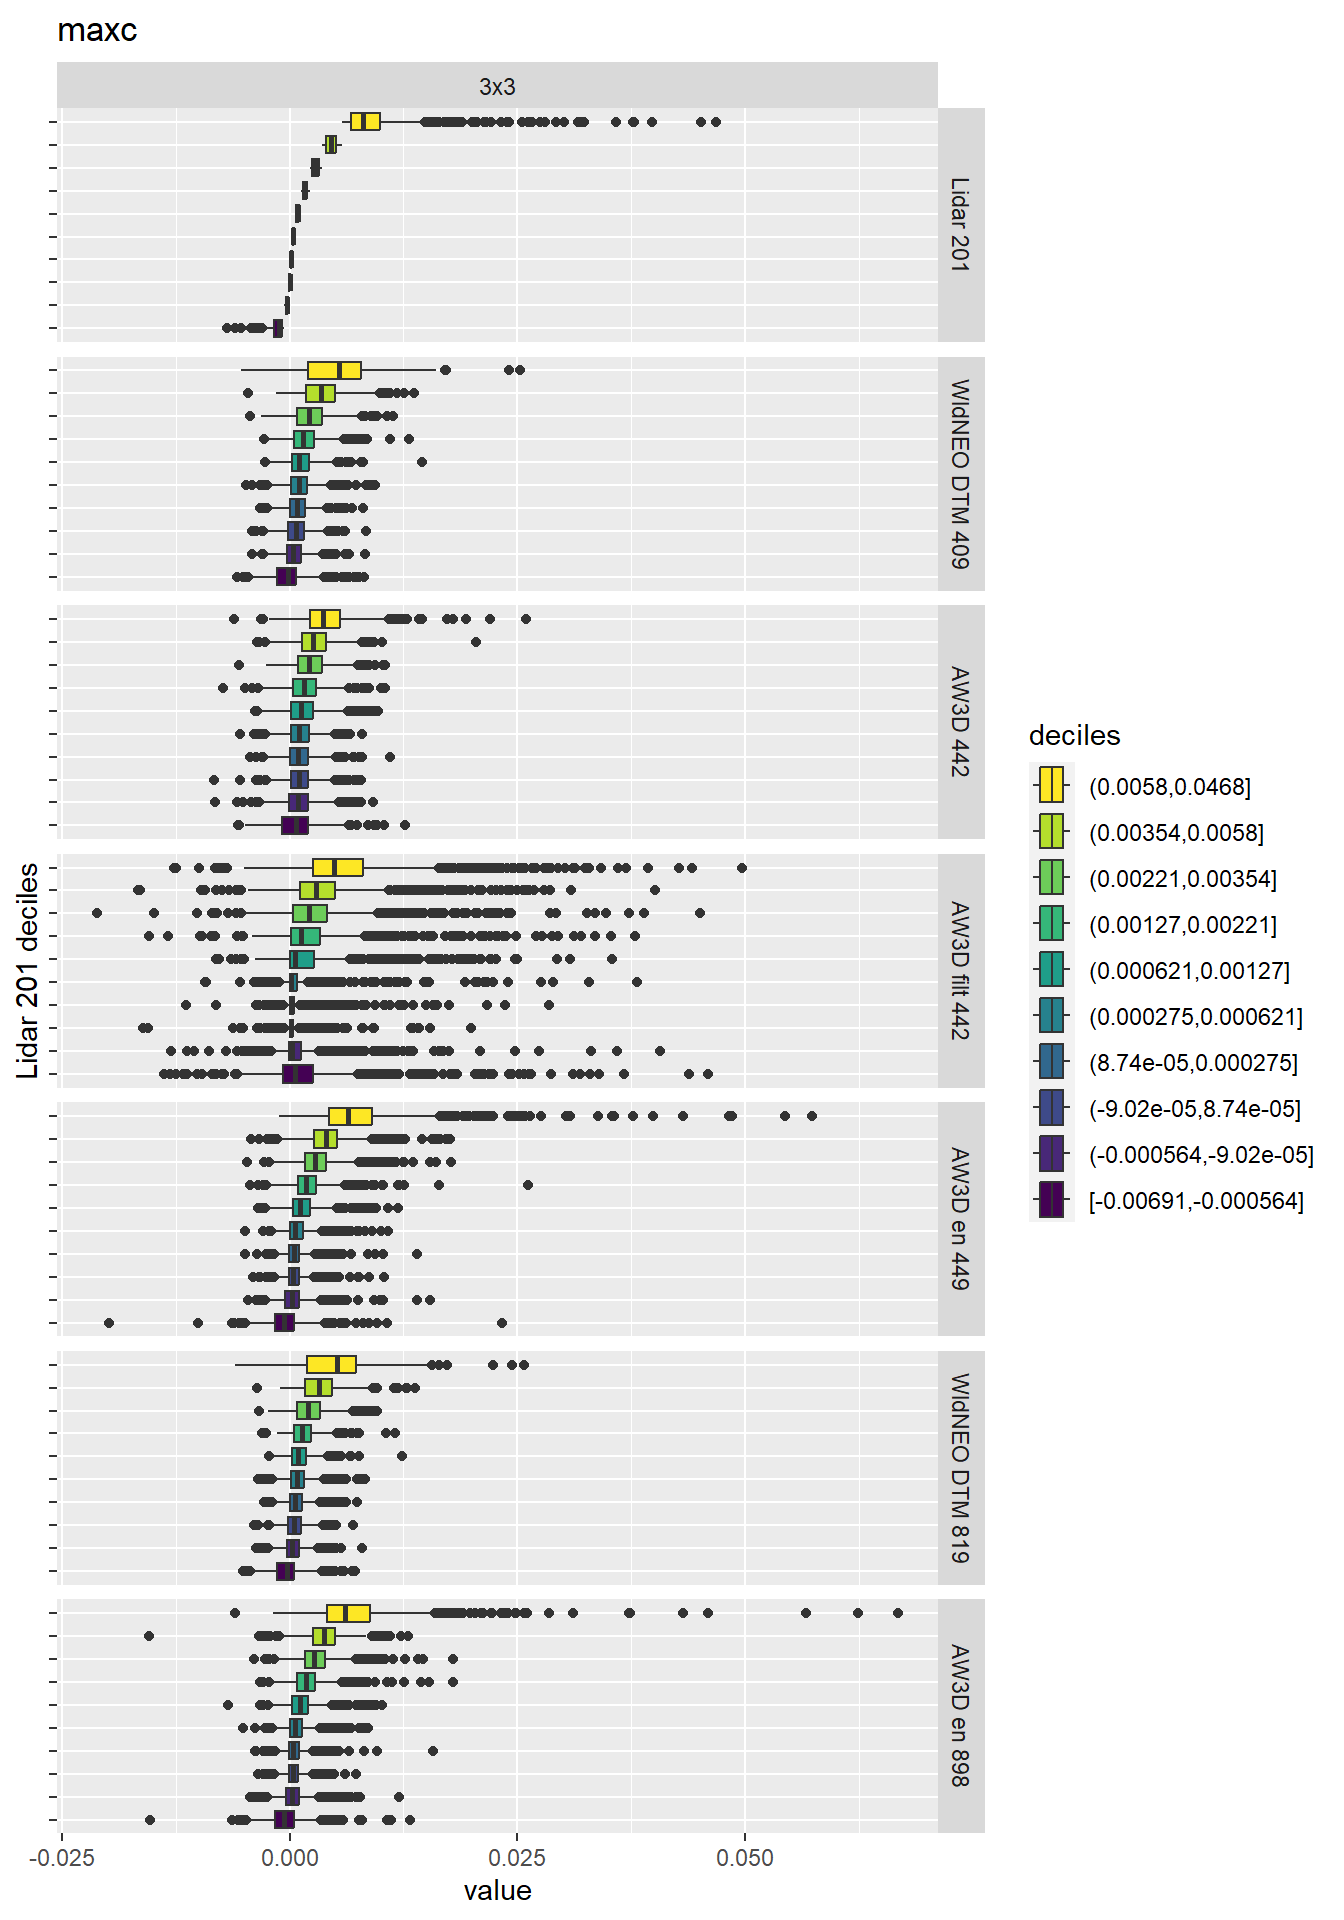 maxc
3x3
Lidar 201
WldNEO DTM 409
AW3D 442
AW3D filt 442
AW3D en 449
WldNEO DTM 819
AW3D en 898
Lidar 201 deciles
-0.025
0.000
0.025
0.050
value
deciles
(0.0058,0.0468]
(0.00354,0.0058]
(0.00221,0.00354]
(0.00127,0.00221]
(0.000621,0.00127]
(0.000275,0.000621]
(8.74e-05,0.000275]
(-9.02e-05,8.74e-05]
(-0.000564,-9.02e-05]
[-0.00691,-0.000564]